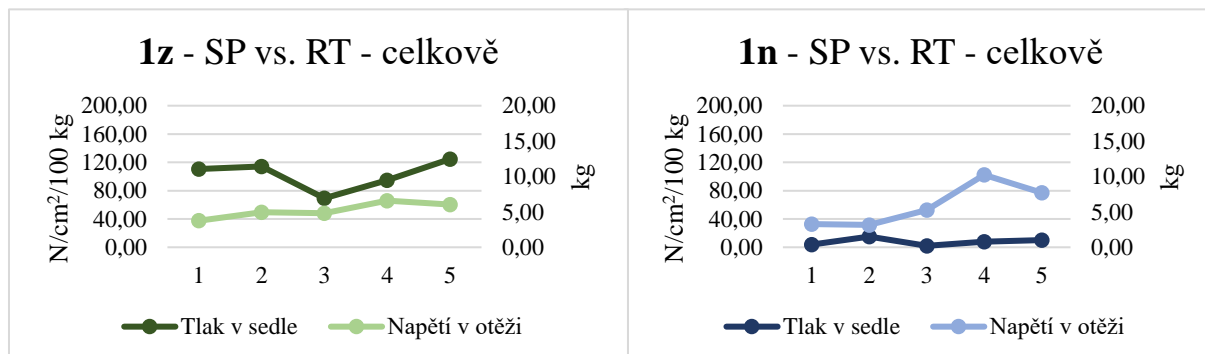 1z - SP vs. RT - celkově
200,00
160,00
120,00
80,00
40,00
0,00
N/cm²/100 kg
20,00
15,00
10,00
5,00
0,00
kg
1 2 3 4 5
Tlak v sedle Napětí v otěži
1n - SP vs. RT - celkově
200,00
160,00
120,00
80,00
40,00
0,00
N/cm²/100 kg
20,00
15,00
10,00
5,00
0,00
kg
1 2 3 4 5
Tlak v sedle Napětí v otěži